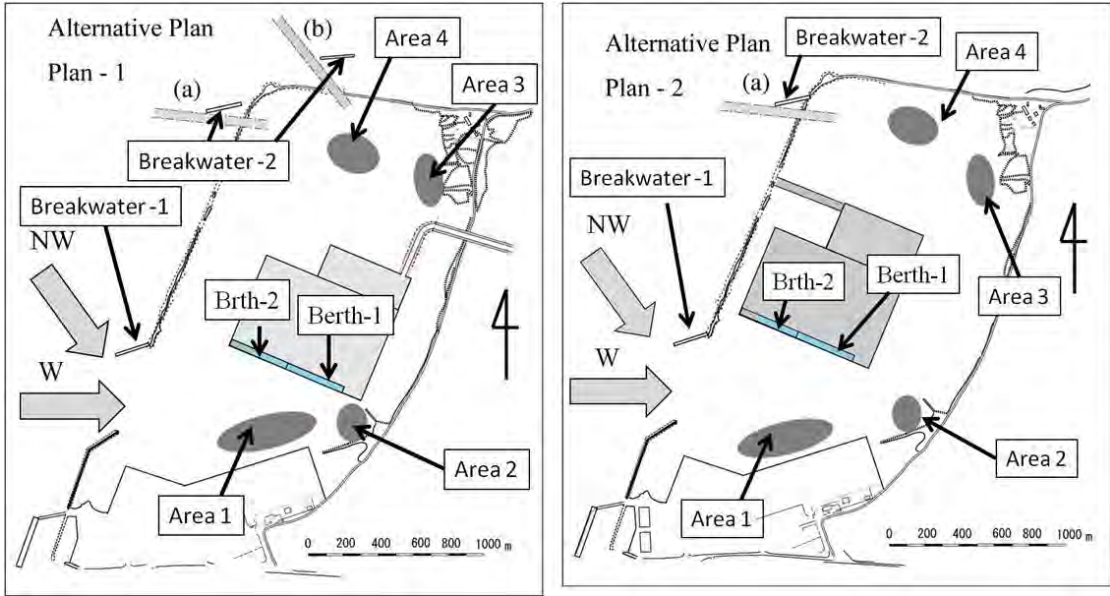 Alternative Plan
Plan - 1
(b)
Area 4
Area 3
(a)
Breakwater -2
Breakwater -1
NW
Brth-2
Berth-1
W
Area 2
Area 1
0 200 400 600 800 1000 m
Alternative Plan
Plan - 2
Breakwater -2
(a)
Area 4
Breakwater -1
NW
Brth-2
Berth-1
Area 3
W
Area 2
Area 1
0 200 400 600 800 1000 m